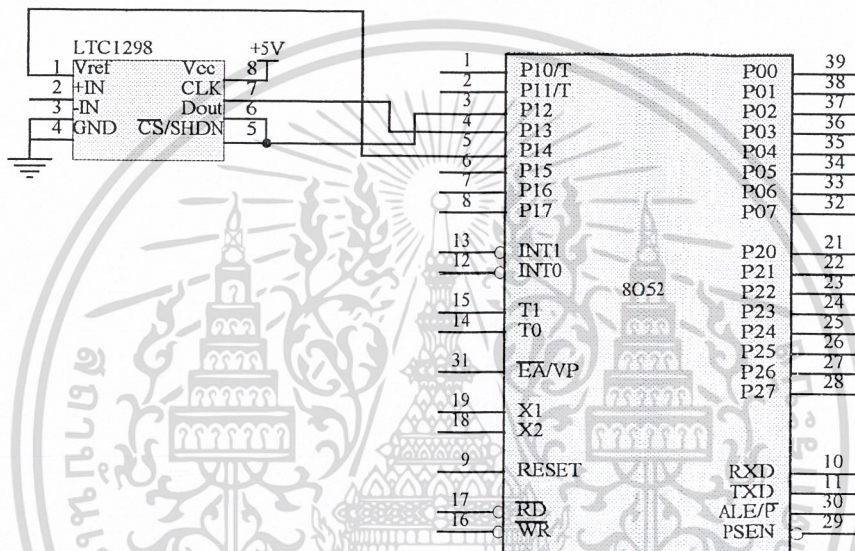 LTC1298
+5V
1 Vref Vcc 8
2 +IN CLK 7
3 -IN Dout 6
4 GND CS/SHDN 5
8O52
1 P10/T P00 39
2 P11/T P01 38
3 P12 P02 37
4 P13 P03 36
5 P14 P04 35
6 P15 P05 34
7 P16 P06 33
8 P17 P07 32
13 INT1 P20 21
12 INT0 P21 22
P22 23
15 T1 P23 24
14 T0 P24 25
P25 26
31 EA/VP P26 27
P27 28
19 X1
18 X2
9 RESET RXD 10
TXD 11
17 RD ALE/P 30
16 WR PSEN 29